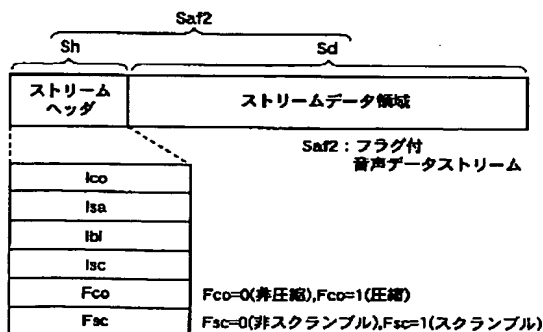 Saf2
Sh
Sd
ストリーム
ヘッダ
ストリームデータ領域
Saf2：フラグ付
音声データストリーム
Ico
Isa
Ibl
Isc
Fco
Fco=0(非圧縮),Fco=1(圧縮)
Fsc
Fsc=0(非スクランブル),Fsc=1(スクランブル)